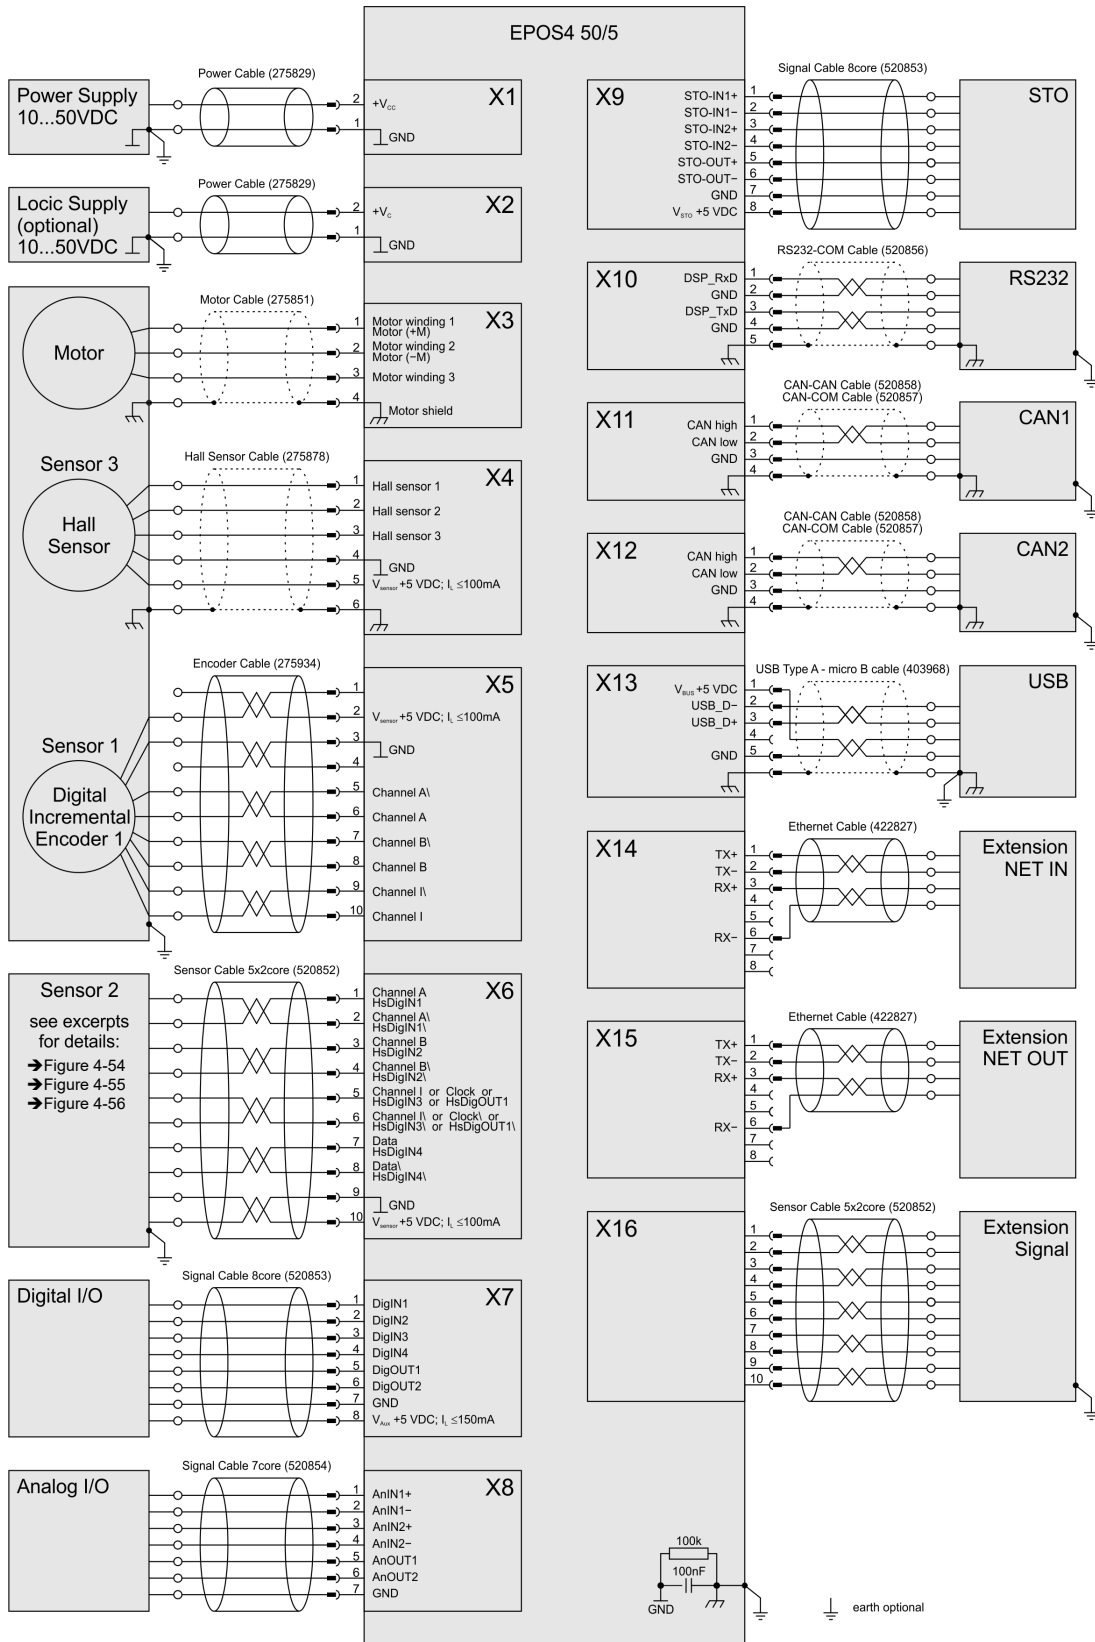 EPOS4 50/5
Power Cable (275829)
Power Supply
10...50VDC
2
+VCC
1
GND
X1
Power Cable (275829)
Locic Supply
(optional)
10...50VDC
2
+VC
1
GND
X2
Motor Cable (275851)
Motor
1
Motor winding 1
Motor (+M)
2
Motor winding 2
Motor (−M)
3
Motor winding 3
4
Motor shield
X3
Hall Sensor Cable (275878)
Sensor 3
Hall
Sensor
1
Hall sensor 1
2
Hall sensor 2
3
Hall sensor 3
4
GND
5
Vsensor +5 VDC; IL ≤100mA
6
X4
Encoder Cable (275934)
Sensor 1
Digital
Incremental
Encoder 1
1
2
Vsensor +5 VDC; IL ≤100mA
3
GND
4
5
Channel A\
6
Channel A
7
Channel B\
8
Channel B
9
Channel I\
10
Channel I
X5
Sensor Cable 5x2core (520852)
Sensor 2
see excerpts
for details:
➔Figure 4-54
➔Figure 4-55
➔Figure 4-56
1
Channel A
HsDigIN1
2
Channel A\
HsDigIN1\
3
Channel B
HsDigIN2
4
Channel B\
HsDigIN2\
5
Channel I or Clock or
HsDigIN3 or HsDigOUT1
6
Channel I\ or Clock\ or
HsDigIN3\ or HsDigOUT1\
7
Data
HsDigIN4
8
Data\
HsDigIN4\
9
GND
10
Vsensor +5 VDC; IL ≤100mA
X6
Signal Cable 8core (520853)
Digital I/O
1
DigIN1
2
DigIN2
3
DigIN3
4
DigIN4
5
DigOUT1
6
DigOUT2
7
GND
8
VAux +5 VDC; IL ≤150mA
X7
Signal Cable 7core (520854)
Analog I/O
1
AnIN1+
2
AnIN1−
3
AnIN2+
4
AnIN2−
5
AnOUT1
6
AnOUT2
7
GND
X8
Signal Cable 8core (520853)
X9
STO-IN1+
1
STO-IN1−
2
STO-IN2+
3
STO-IN2−
4
STO-OUT+
5
STO-OUT−
6
GND
7
VSTO +5 VDC
8
STO
RS232-COM Cable (520856)
X10
DSP_RxD
1
GND
2
DSP_TxD
3
GND
4
5
RS232
CAN-CAN Cable (520858)
CAN-COM Cable (520857)
X11
CAN high
1
CAN low
2
GND
3
4
CAN1
CAN-CAN Cable (520858)
CAN-COM Cable (520857)
X12
CAN high
1
CAN low
2
GND
3
4
CAN2
USB Type A - micro B cable (403968)
X13
VBUS +5 VDC
1
USB_D−
2
USB_D+
3
4
GND
5
USB
Ethernet Cable (422827)
X14
TX+
1
TX−
2
RX+
3
4
5
RX−
6
7
8
Extension
NET IN
Ethernet Cable (422827)
X15
TX+
1
TX−
2
RX+
3
4
5
RX−
6
7
8
Extension
NET OUT
Sensor Cable 5x2core (520852)
X16
1
2
3
4
5
6
7
8
9
10
Extension
Signal
100k
100nF
GND
earth optional